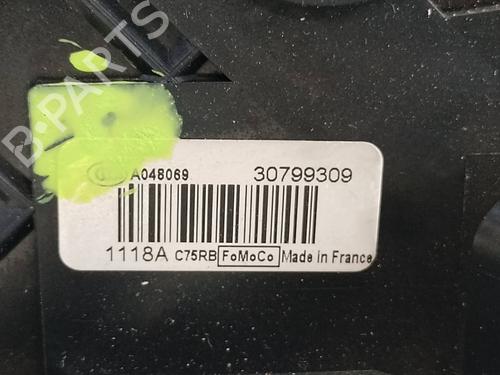 B-PARTS
A048069 30799309
1118A C75RB FoMoCo Made in France